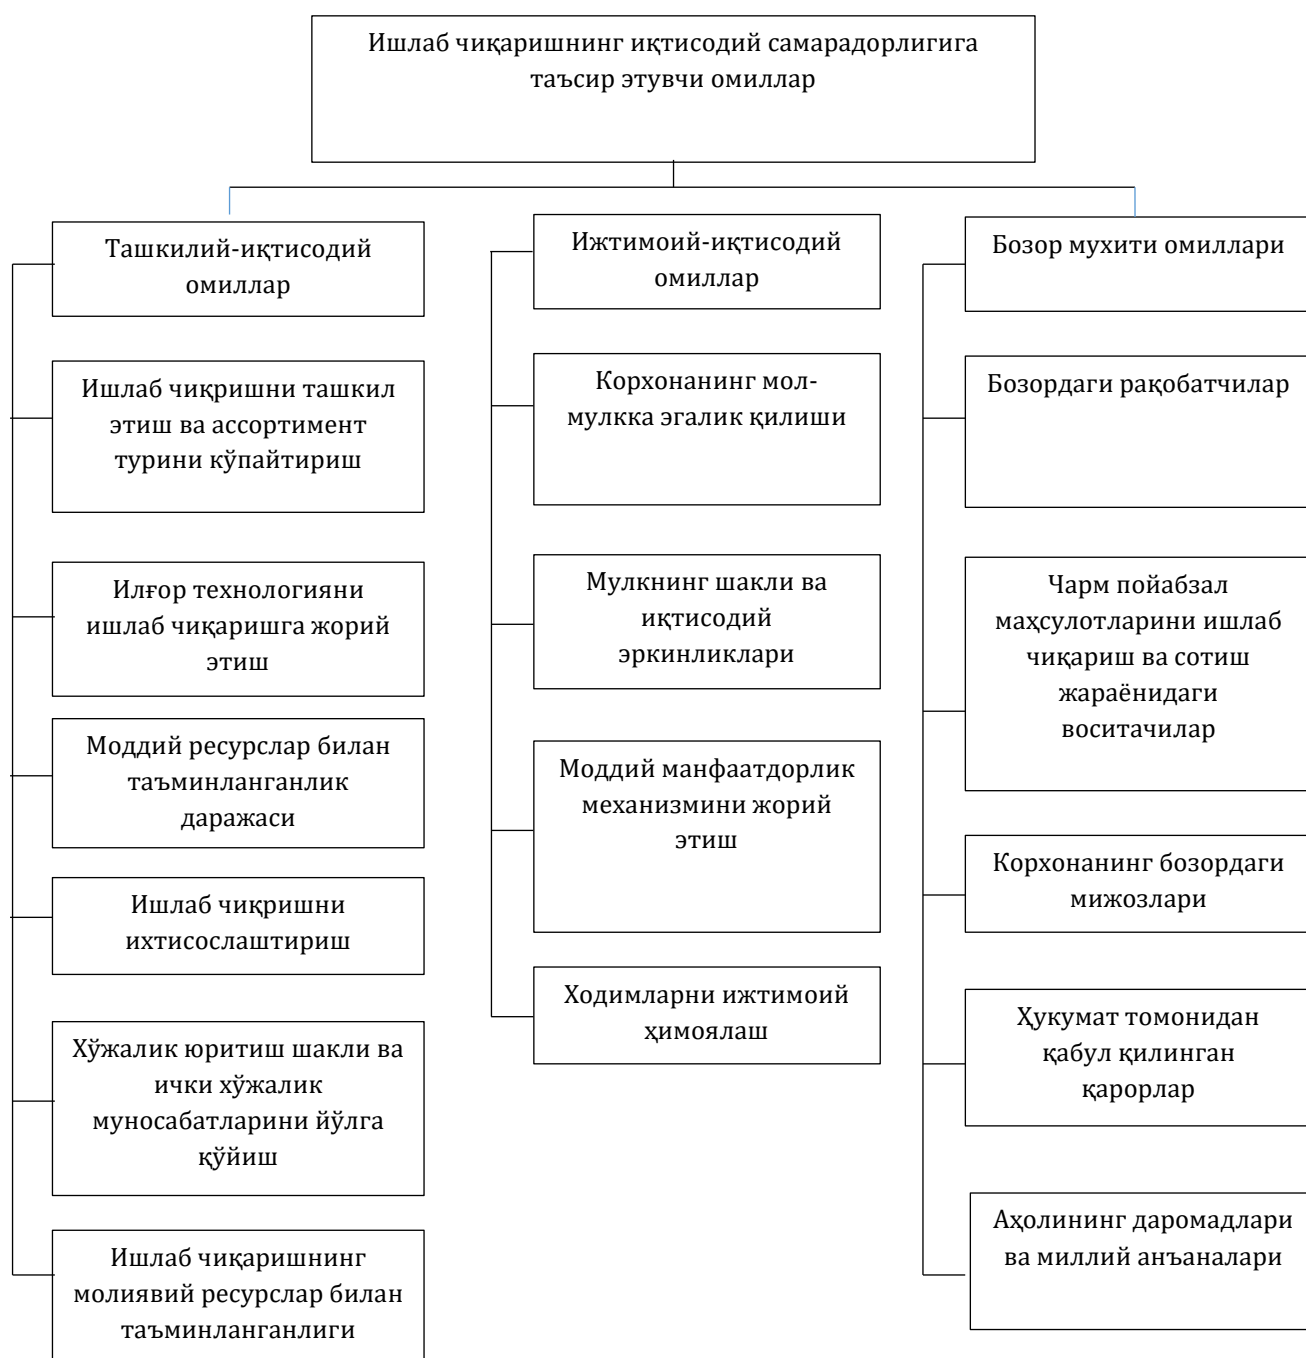 Ишлаб чиқаришнинг иқтисодий самарадорлигига
таъсир этувчи омиллар
Ташкилий-иқтисодий
омиллар
Ишлаб чиқришни ташкил
этиш ва ассортимент
турини кўпайтириш
Илғор технологияни
ишлаб чиқаришга жорий
этиш
Моддий ресурслар билан
таъминланганлик
даражаси
Ишлаб чиқришни
ихтисослаштириш
Хўжалик юритиш шакли ва
ички хўжалик
муносабатларини йўлга
қўйиш
Ишлаб чиқаришнинг
молиявий ресурслар билан
таъминланганлиги
Ижтимоий-иқтисодий
омиллар
Корхонанинг мол-
мулкка эгалик қилиши
Мулкнинг шакли ва
иқтисодий
эркинликлари
Моддий манфаатдорлик
механизмини жорий
этиш
Ходимларни ижтимоий
ҳимоялаш
Бозор мухити омиллари
Бозордаги рақобатчилар
Чарм пойабзал
маҳсулотларини ишлаб
чиқариш ва сотиш
жараёнидаги
воситачилар
Корхонанинг бозордаги
мижозлари
Ҳукумат томонидан
қабул қилинган
қарорлар
Аҳолининг даромадлари
ва миллий анъаналари